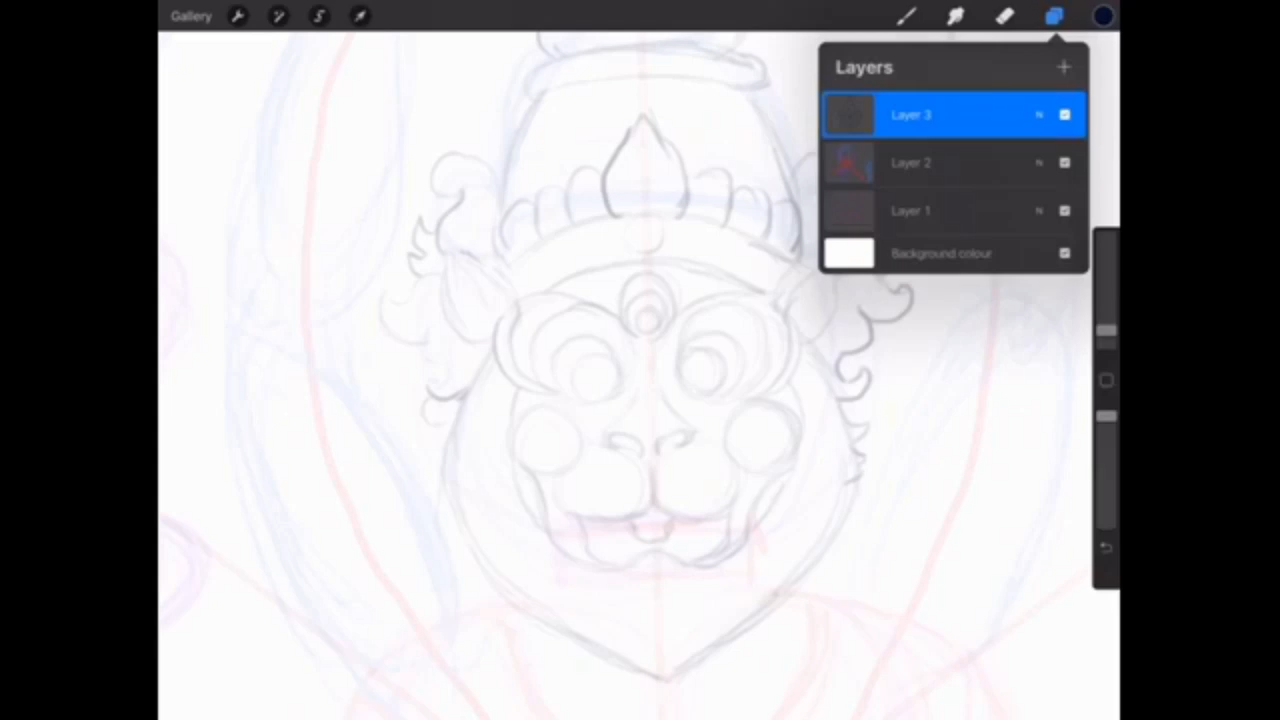 Gallery
Layers
Layer 3 N
Layer 2 N
Layer 1 N
Background colour